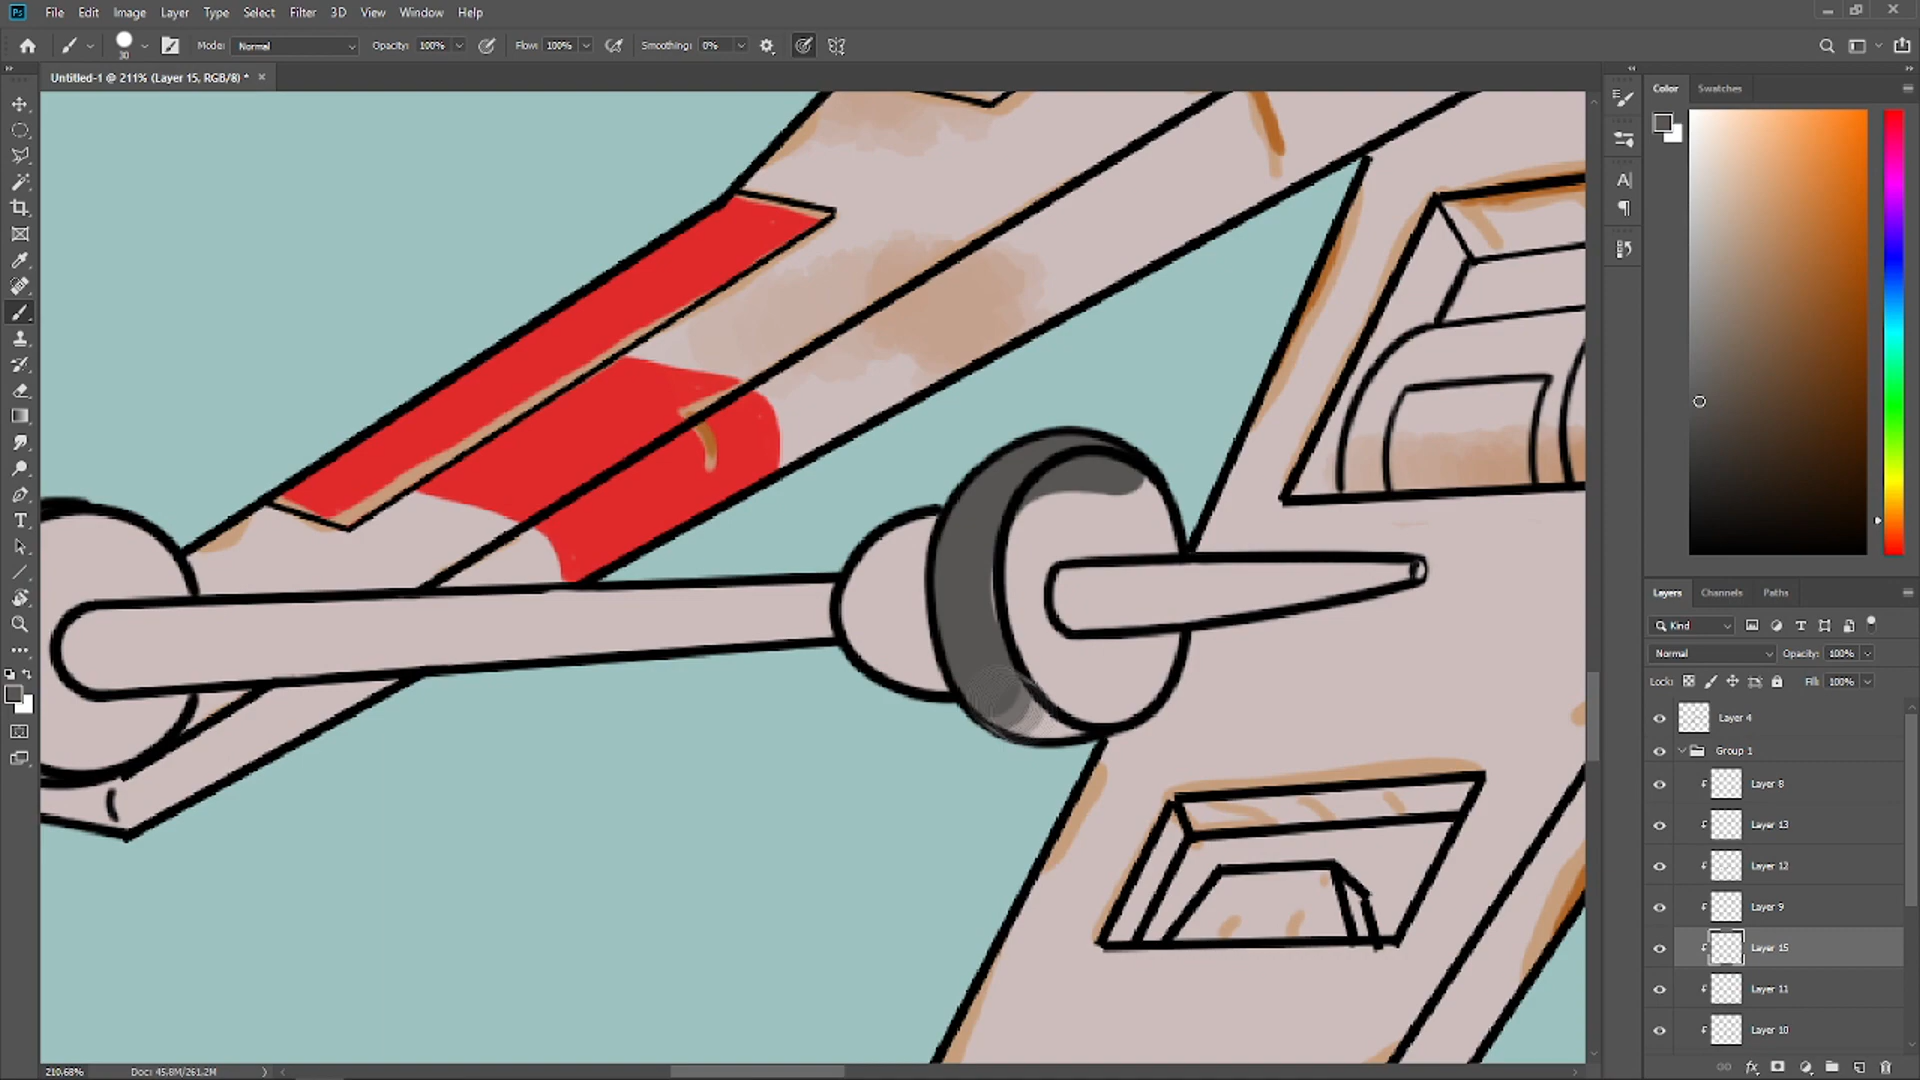 Ps File Edit Image Layer Type Select Filter 3D View Window Help
30 Mode: Normal Opacity: 100% Flow: 100% Smoothing: 0%
Untitled-1 @ 211% (Layer 15, RGB/8) *
Color Swatches
Layers Channels Paths
Kind
Normal Opacity: 100%
Lock: Fill: 100%
Layer 4
Group 1
Layer 8
Layer 13
Layer 12
Layer 9
Layer 15
Layer 11
Layer 10
210.68% Doc: 45.8M/261.2M